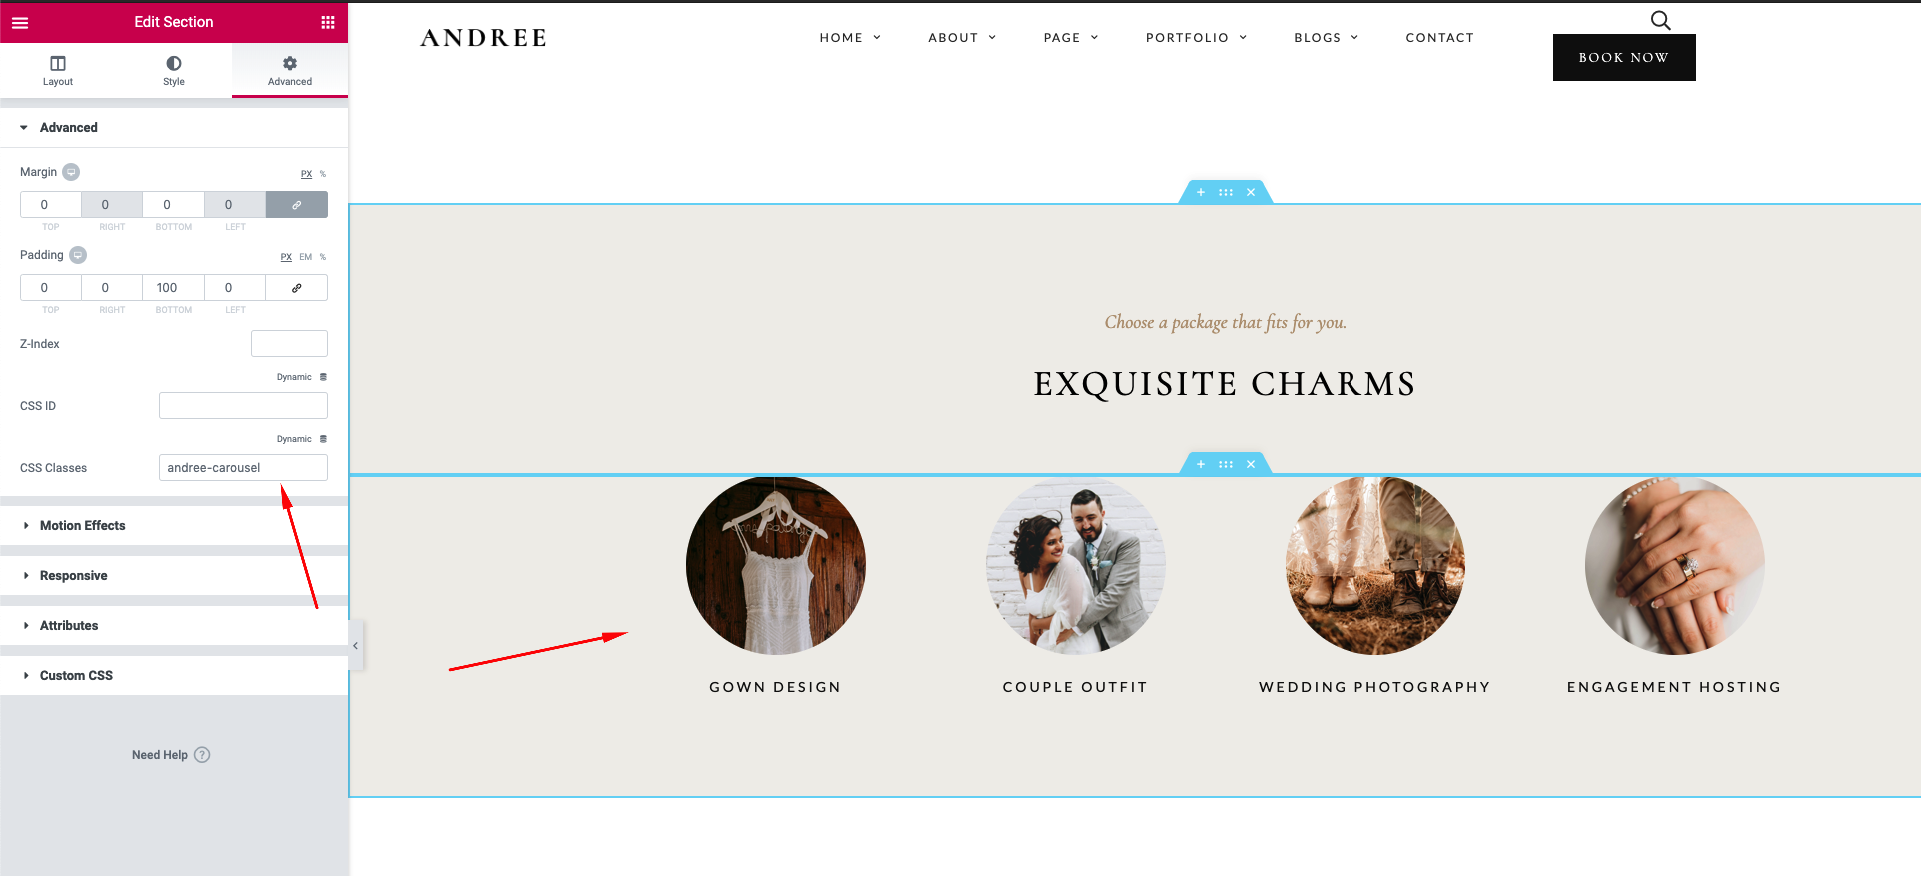 Edit Section
Layout
Style
Advanced
Advanced
Margin
PX %
0 0 0 0
TOP RIGHT BOTTOM LEFT
Padding
PX EM %
0 0 100 0
TOP RIGHT BOTTOM LEFT
Z-Index
Dynamic
CSS ID
Dynamic
CSS Classes andree-carousel
Motion Effects
Responsive
Attributes
Custom CSS
Need Help ?
ANDREE
HOME ABOUT PAGE PORTFOLIO BLOGS CONTACT
BOOK NOW
Choose a package that fits for you.
EXQUISITE CHARMS
GOWN DESIGN
COUPLE OUTFIT
WEDDING PHOTOGRAPHY
ENGAGEMENT HOSTING